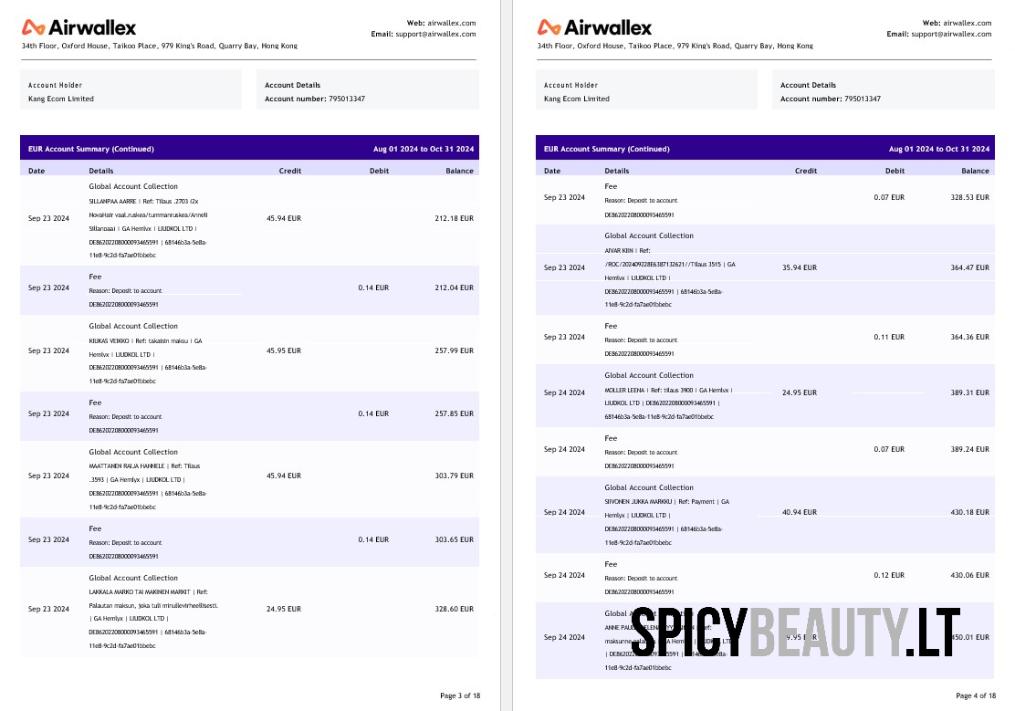 Airwallex
Web: airwallex.com
Email: support@airwallex.com
34th Floor, Oxford House, Taikoo Place, 979 King's Road, Quarry Bay, Hong Kong
Account Holder
Kang Ecom Limited
Account Details
Account number: 795013347
EUR Account Summary (Continued) Aug 01 2024 to Oct 31 2024
Date Details Credit Debit Balance
Global Account Collection
SILLANPAA AARRE | Ref: Tilaus .2703 (2x
NovaHair vaal.ruskea/tummanruskea/Anneli
Sillanpaa) | GA Hemlyx | LIUDKOL LTD |
Sep 23 2024 45.94 EUR 212.18 EUR
DE86202208000093465591 | 68146b3a-5e8a-
11e8-9c2d-fa7ae01bbebc
Fee
Sep 23 2024 Reason: Deposit to account 0.14 EUR 212.04 EUR
DE86202208000093465591
Global Account Collection
KIUKAS VEIKKO | Ref: takaisin maksu | GA
Sep 23 2024 Hemlyx | LIUDKOL LTD | 45.95 EUR 257.99 EUR
DE86202208000093465591 | 68146b3a-5e8a-
11e8-9c2d-fa7ae01bbebc
Fee
Sep 23 2024 Reason: Deposit to account 0.14 EUR 257.85 EUR
DE86202208000093465591
Global Account Collection
MAATTANEN RAIJA HANNELE | Ref: Tilaus
Sep 23 2024 .3593 | GA Hemlyx | LIUDKOL LTD | 45.94 EUR 303.79 EUR
DE86202208000093465591 | 68146b3a-5e8a-
11e8-9c2d-fa7ae01bbebc
Fee
Sep 23 2024 Reason: Deposit to account 0.14 EUR 303.65 EUR
DE86202208000093465591
Global Account Collection
LAKKALA MARKO TAI MAKINEN MARKIT | Ref:
Sep 23 2024 Palautan maksun, joka tuli minullevirheellisesti. 24.95 EUR 328.60 EUR
| GA Hemlyx | LIUDKOL LTD |
DE86202208000093465591 | 68146b3a-5e8a-
11e8-9c2d-fa7ae01bbebc
Page 3 of 18
Airwallex
Web: airwallex.com
Email: support@airwallex.com
34th Floor, Oxford House, Taikoo Place, 979 King's Road, Quarry Bay, Hong Kong
Account Holder
Kang Ecom Limited
Account Details
Account number: 795013347
EUR Account Summary (Continued) Aug 01 2024 to Oct 31 2024
Date Details Credit Debit Balance
Fee
Sep 23 2024 Reason: Deposit to account 0.07 EUR 328.53 EUR
DE86202208000093465591
Global Account Collection
AIVAR KIIN | Ref:
Sep 23 2024 /ROC/20240922BE6387132621//Tilaus 3515 | GA 35.94 EUR 364.47 EUR
Hemlyx | LIUDKOL LTD |
DE86202208000093465591 | 68146b3a-5e8a-
11e8-9c2d-fa7ae01bbebc
Fee
Sep 23 2024 Reason: Deposit to account 0.11 EUR 364.36 EUR
DE86202208000093465591
Global Account Collection
MOLLER LEENA | Ref: tilaus 3900 | GA Hemlyx |
Sep 24 2024 LIUDKOL LTD | DE86202208000093465591 | 24.95 EUR 389.31 EUR
68146b3a-5e8a-11e8-9c2d-fa7ae01bbebc
Fee
Sep 24 2024 Reason: Deposit to account 0.07 EUR 389.24 EUR
DE86202208000093465591
Global Account Collection
SIIVONEN JUKKA MARKKU | Ref: Payment | GA
Sep 24 2024 Hemlyx | LIUDKOL LTD | 40.94 EUR 430.18 EUR
DE86202208000093465591 | 68146b3a-5e8a-
11e8-9c2d-fa7ae01bbebc
Fee
Sep 24 2024 Reason: Deposit to account 0.12 EUR 430.06 EUR
DE86202208000093465591
Global
ANNE
Sep 24 2024 450.01 EUR
11e8-9c2d-fa7ae01bbebc
SPICYBEAUTY.LT
Page 4 of 18